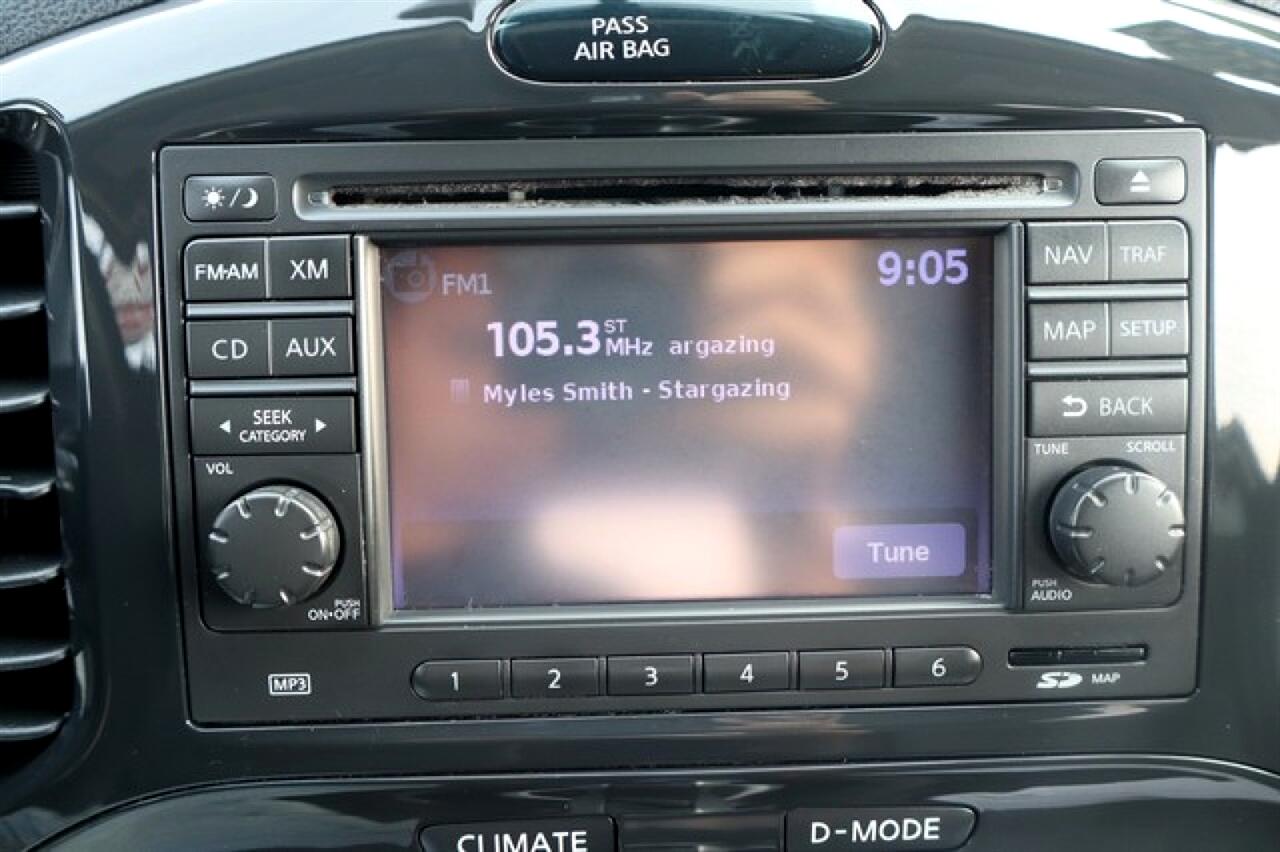 PASS
AIR BAG
FM·AM
XM
CD
AUX
SEEK
CATEGORY
VOL
PUSH
ON·OFF
FM1
9:05
105.3 ST MHz argazing
Myles Smith - Stargazing
Tune
NAV
TRAF
MAP
SETUP
BACK
TUNE
SCROLL
PUSH
AUDIO
MP3
1
2
3
4
5
6
SD MAP
CLIMATE
D-MODE